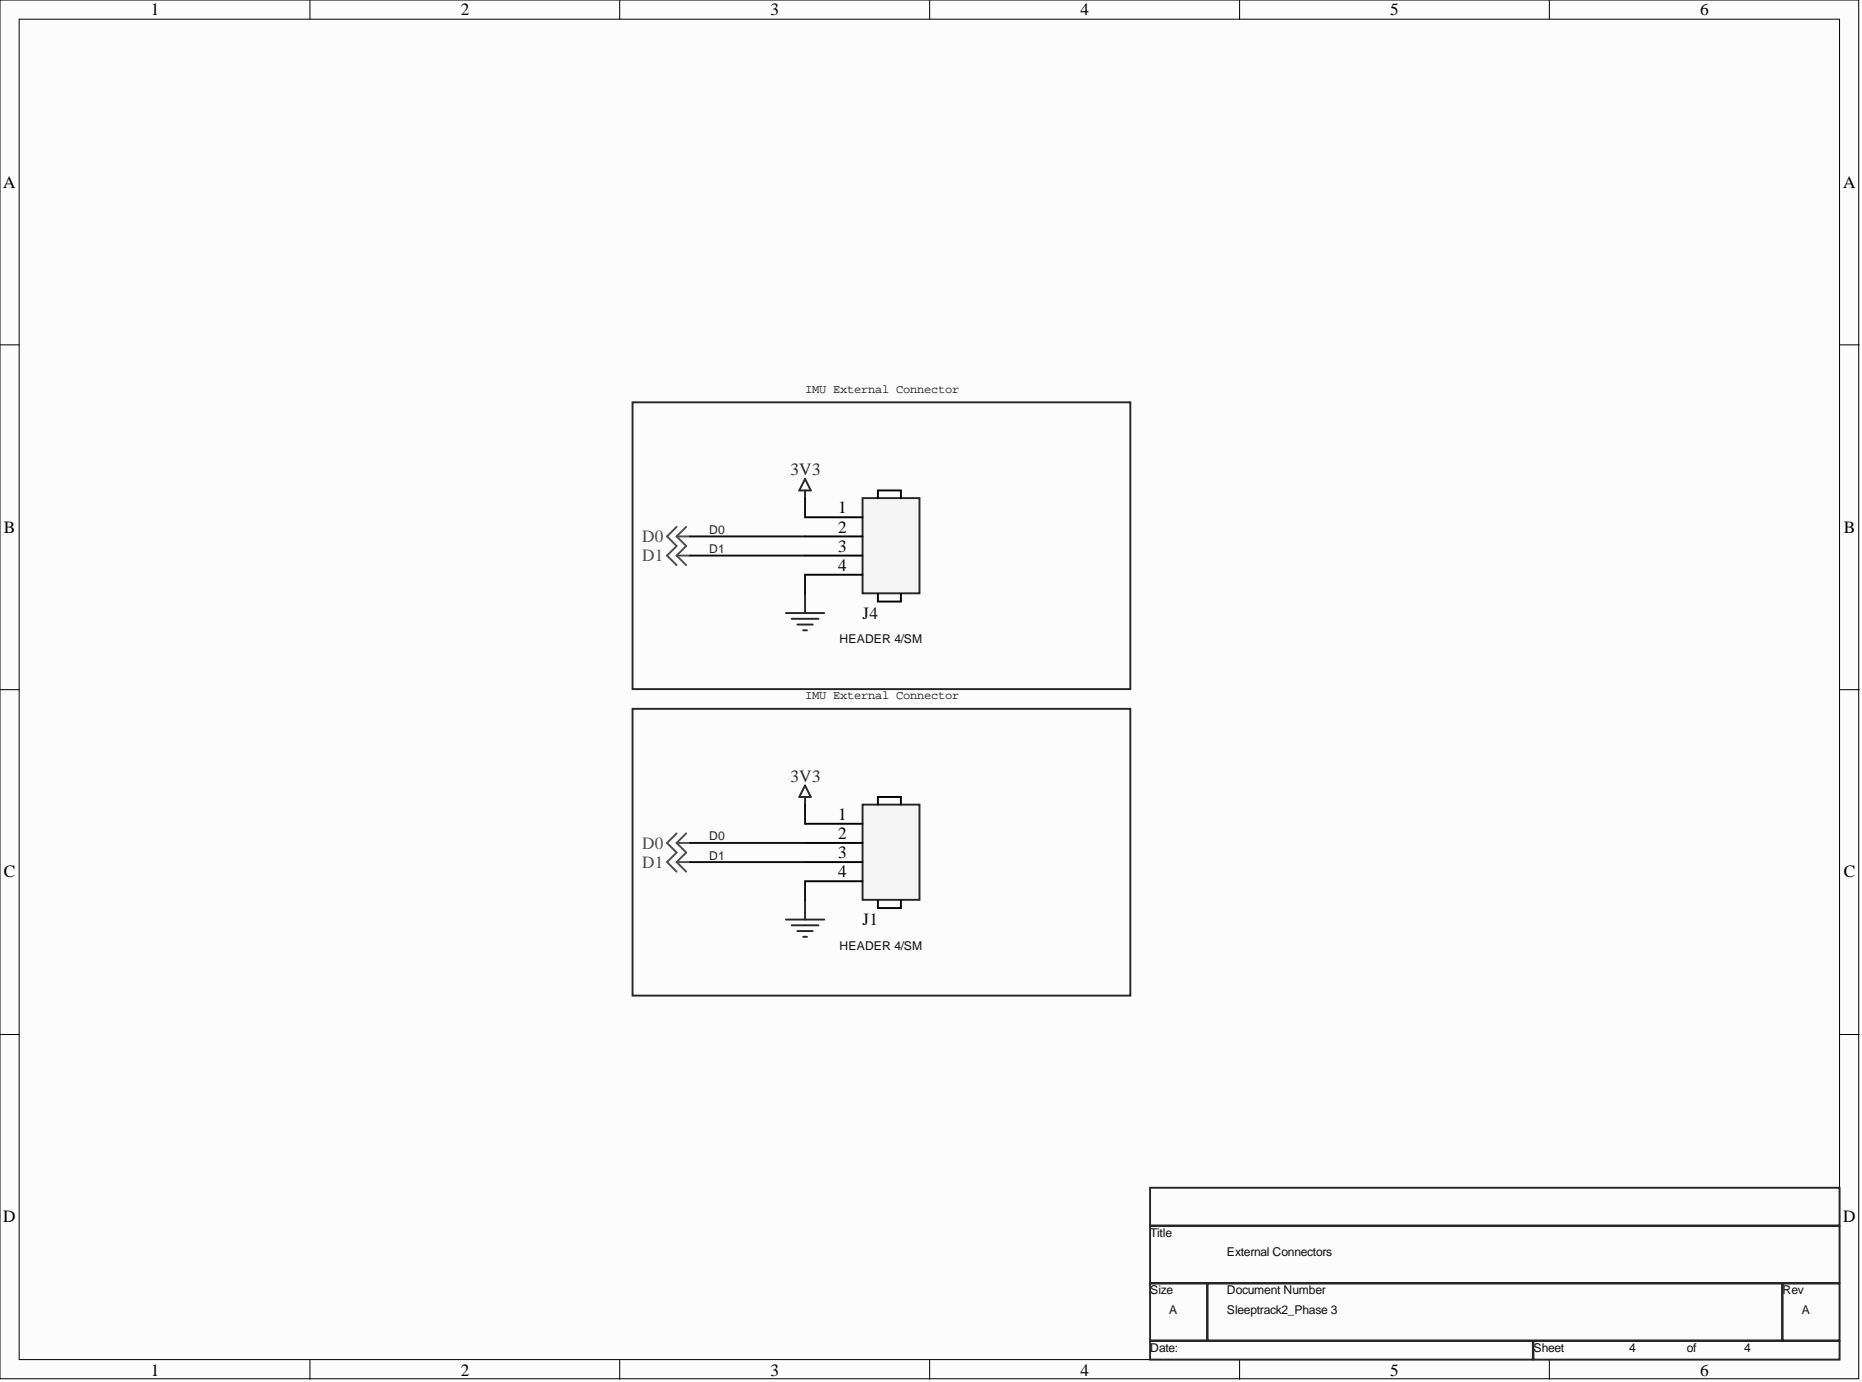 1 2 3 4 5 6
A A
IMU External Connector
3V3
1
D0 D0 2
D1 D1 3
4
J4
HEADER 4/SM
B B
IMU External Connector
3V3
1
D0 D0 2
D1 D1 3
4
J1
HEADER 4/SM
C C
D D
Title
External Connectors
Size Document Number Rev
A Sleeptrack2_Phase 3 A
Date: Sheet 4 of 4
1 2 3 4 5 6